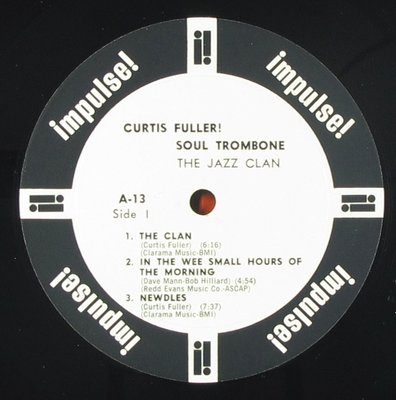 impulse!
impulse!
CURTIS FULLER!
SOUL TROMBONE
THE JAZZ CLAN
A-13
Side 1
1. THE CLAN
(Curtis Fuller) (6:16)
(Clarama Music-BMI)
2. IN THE WEE SMALL HOURS OF
THE MORNING
(Dave Mann-Bob Hilliard) (4:54)
(Redd Evans Music Co.-ASCAP)
3. NEWDLES
(Curtis Fuller) (7:37)
(Clarama Music-BMI)
impulse!
impulse!